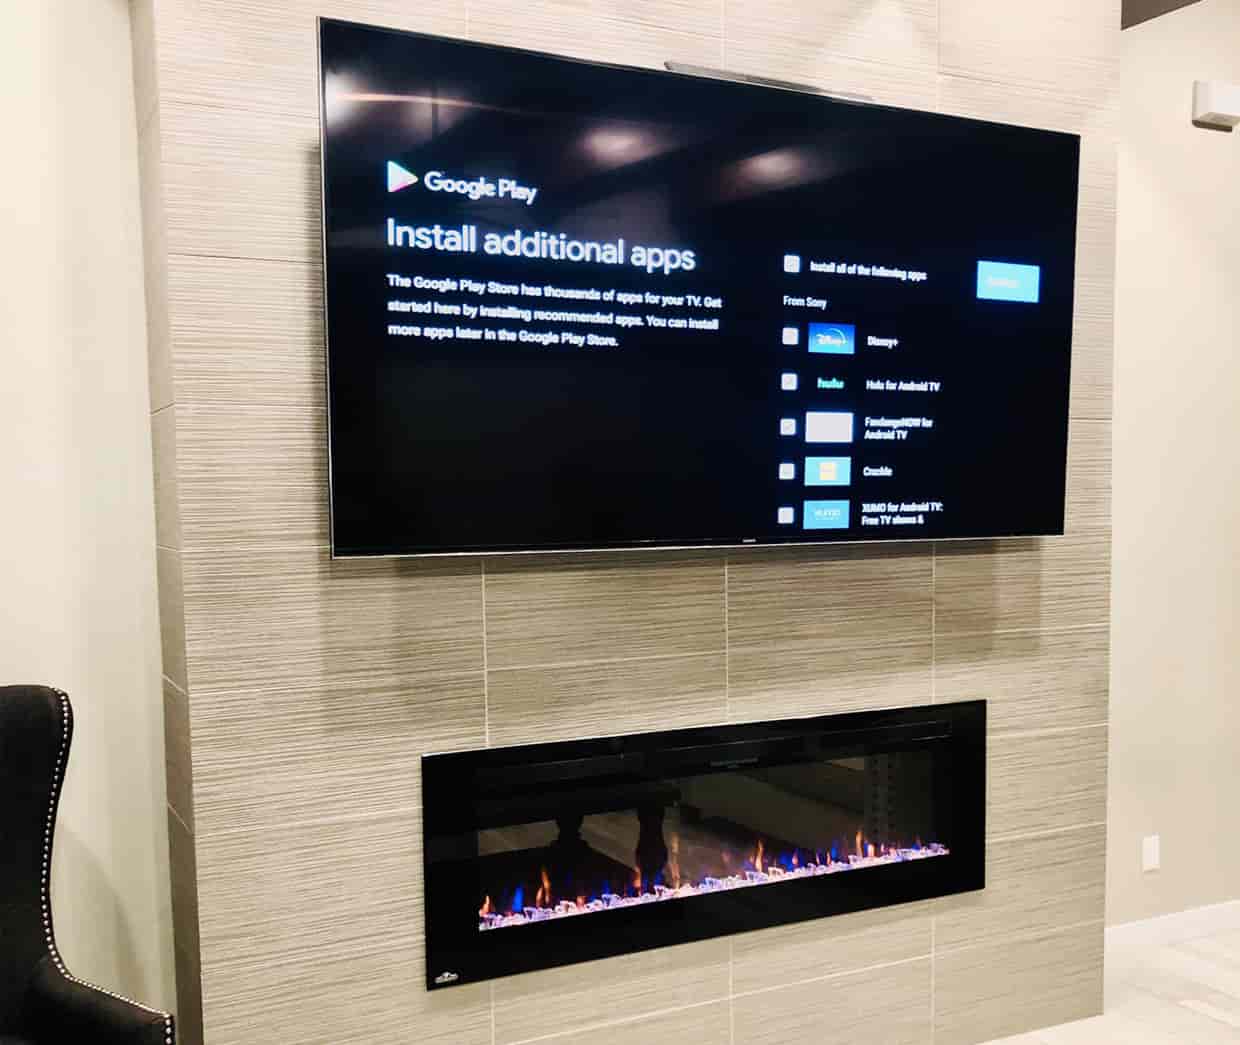 Google Play
Install additional apps
The Google Play Store has thousands of apps for your TV. Get
started here by installing recommended apps. You can install
more apps later in the Google Play Store.
Install all of the following apps
From Sony
Disney+
Disney+
hulu
Hulu for Android TV
FandangoNOW for
Android TV
Crackle
XUMO
XUMO for Android TV:
Free TV shows &